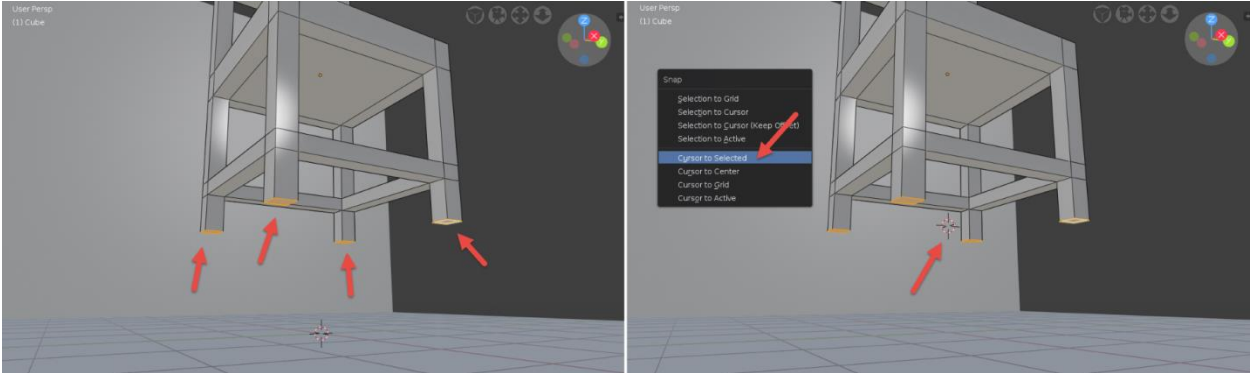 User Persp
(1) Cube
User Persp
(1) Cube
Snap
Selection to Grid
Selection to Cursor
Selection to Cursor (Keep Offset)
Selection to Active
Cursor to Selected
Cursor to Center
Cursor to Grid
Cursor to Active
Z
X
Y
Z
X
Y